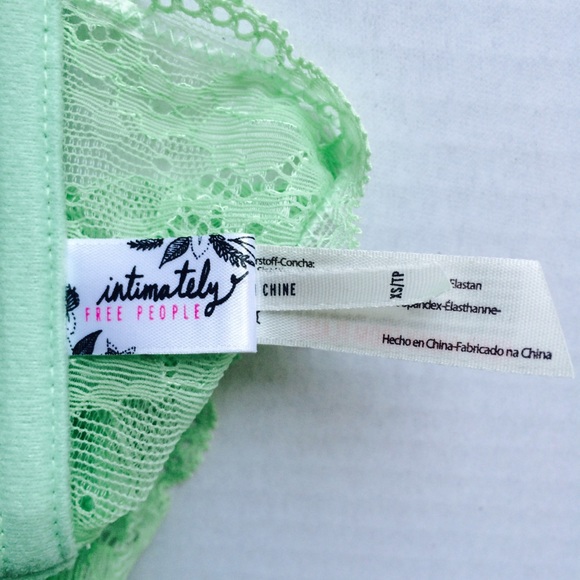 intimately
FREE PEOPLE
rstoff-Concha:
CHINE
XS/TP
Elastan
pandex-Élasthanne-
Hecho en China-Fabricado na China